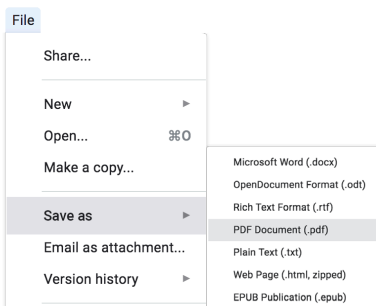 File
Share...
New ►
Open... ⌘O
Make a copy...
Save as ►
Email as attachment...
Version history ►
Microsoft Word (.docx)
OpenDocument Format (.odt)
Rich Text Format (.rtf)
PDF Document (.pdf)
Plain Text (.txt)
Web Page (.html, zipped)
EPUB Publication (.epub)